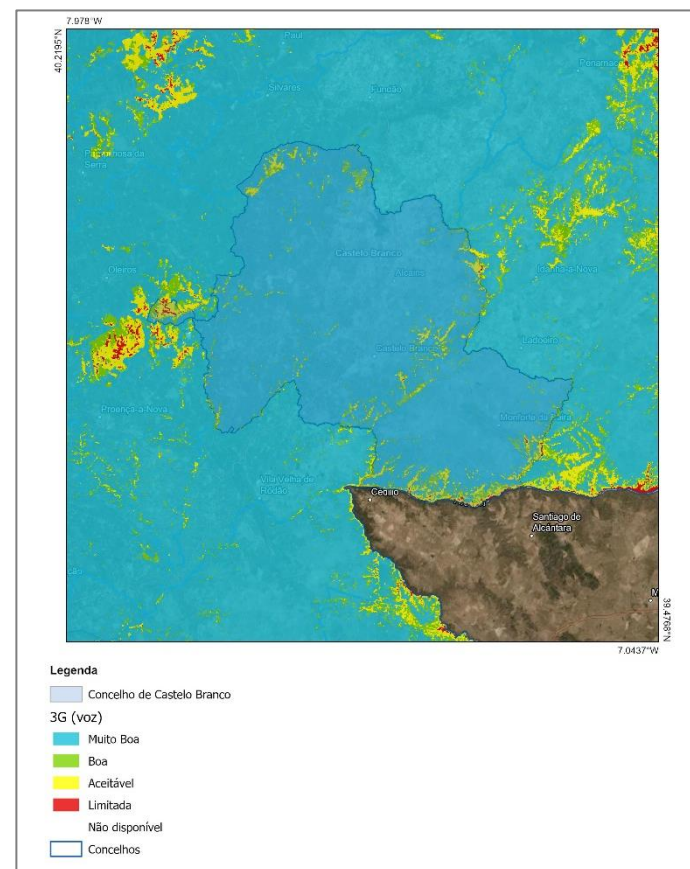 7.978°W
40.2195°N
Paul
Silvares
Fundão
Penamacor
Pampilhosa da
Serra
Oleiros
Castelo Branco
Alcains
Idanha-a-Nova
Castelo Branco
Ladoeiro
Proença-a-Nova
Monforte da Beira
Vila Velha de
Ródão
Cedillo
Santiago de
Alcántara
39.4768°N
7.0437°W
Legenda
Concelho de Castelo Branco
3G (voz)
Muito Boa
Boa
Aceitável
Limitada
Não disponível
Concelhos